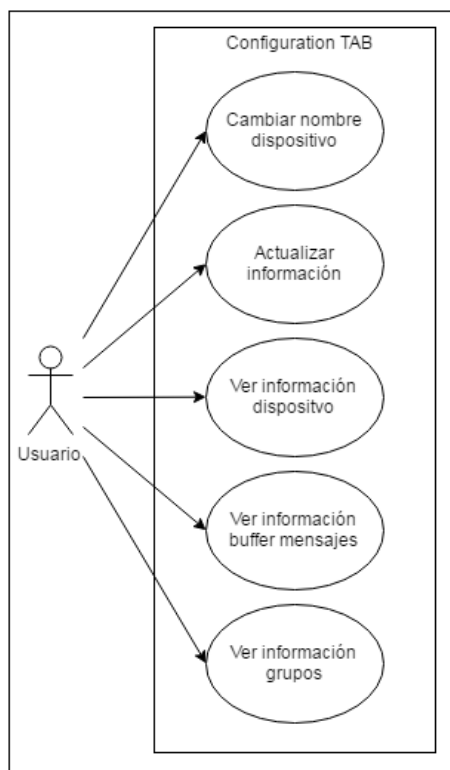 Configuration TAB
Cambiar nombre
dispositivo
Actualizar
información
Ver información
dispositvo
Usuario
Ver información
buffer mensajes
Ver información
grupos